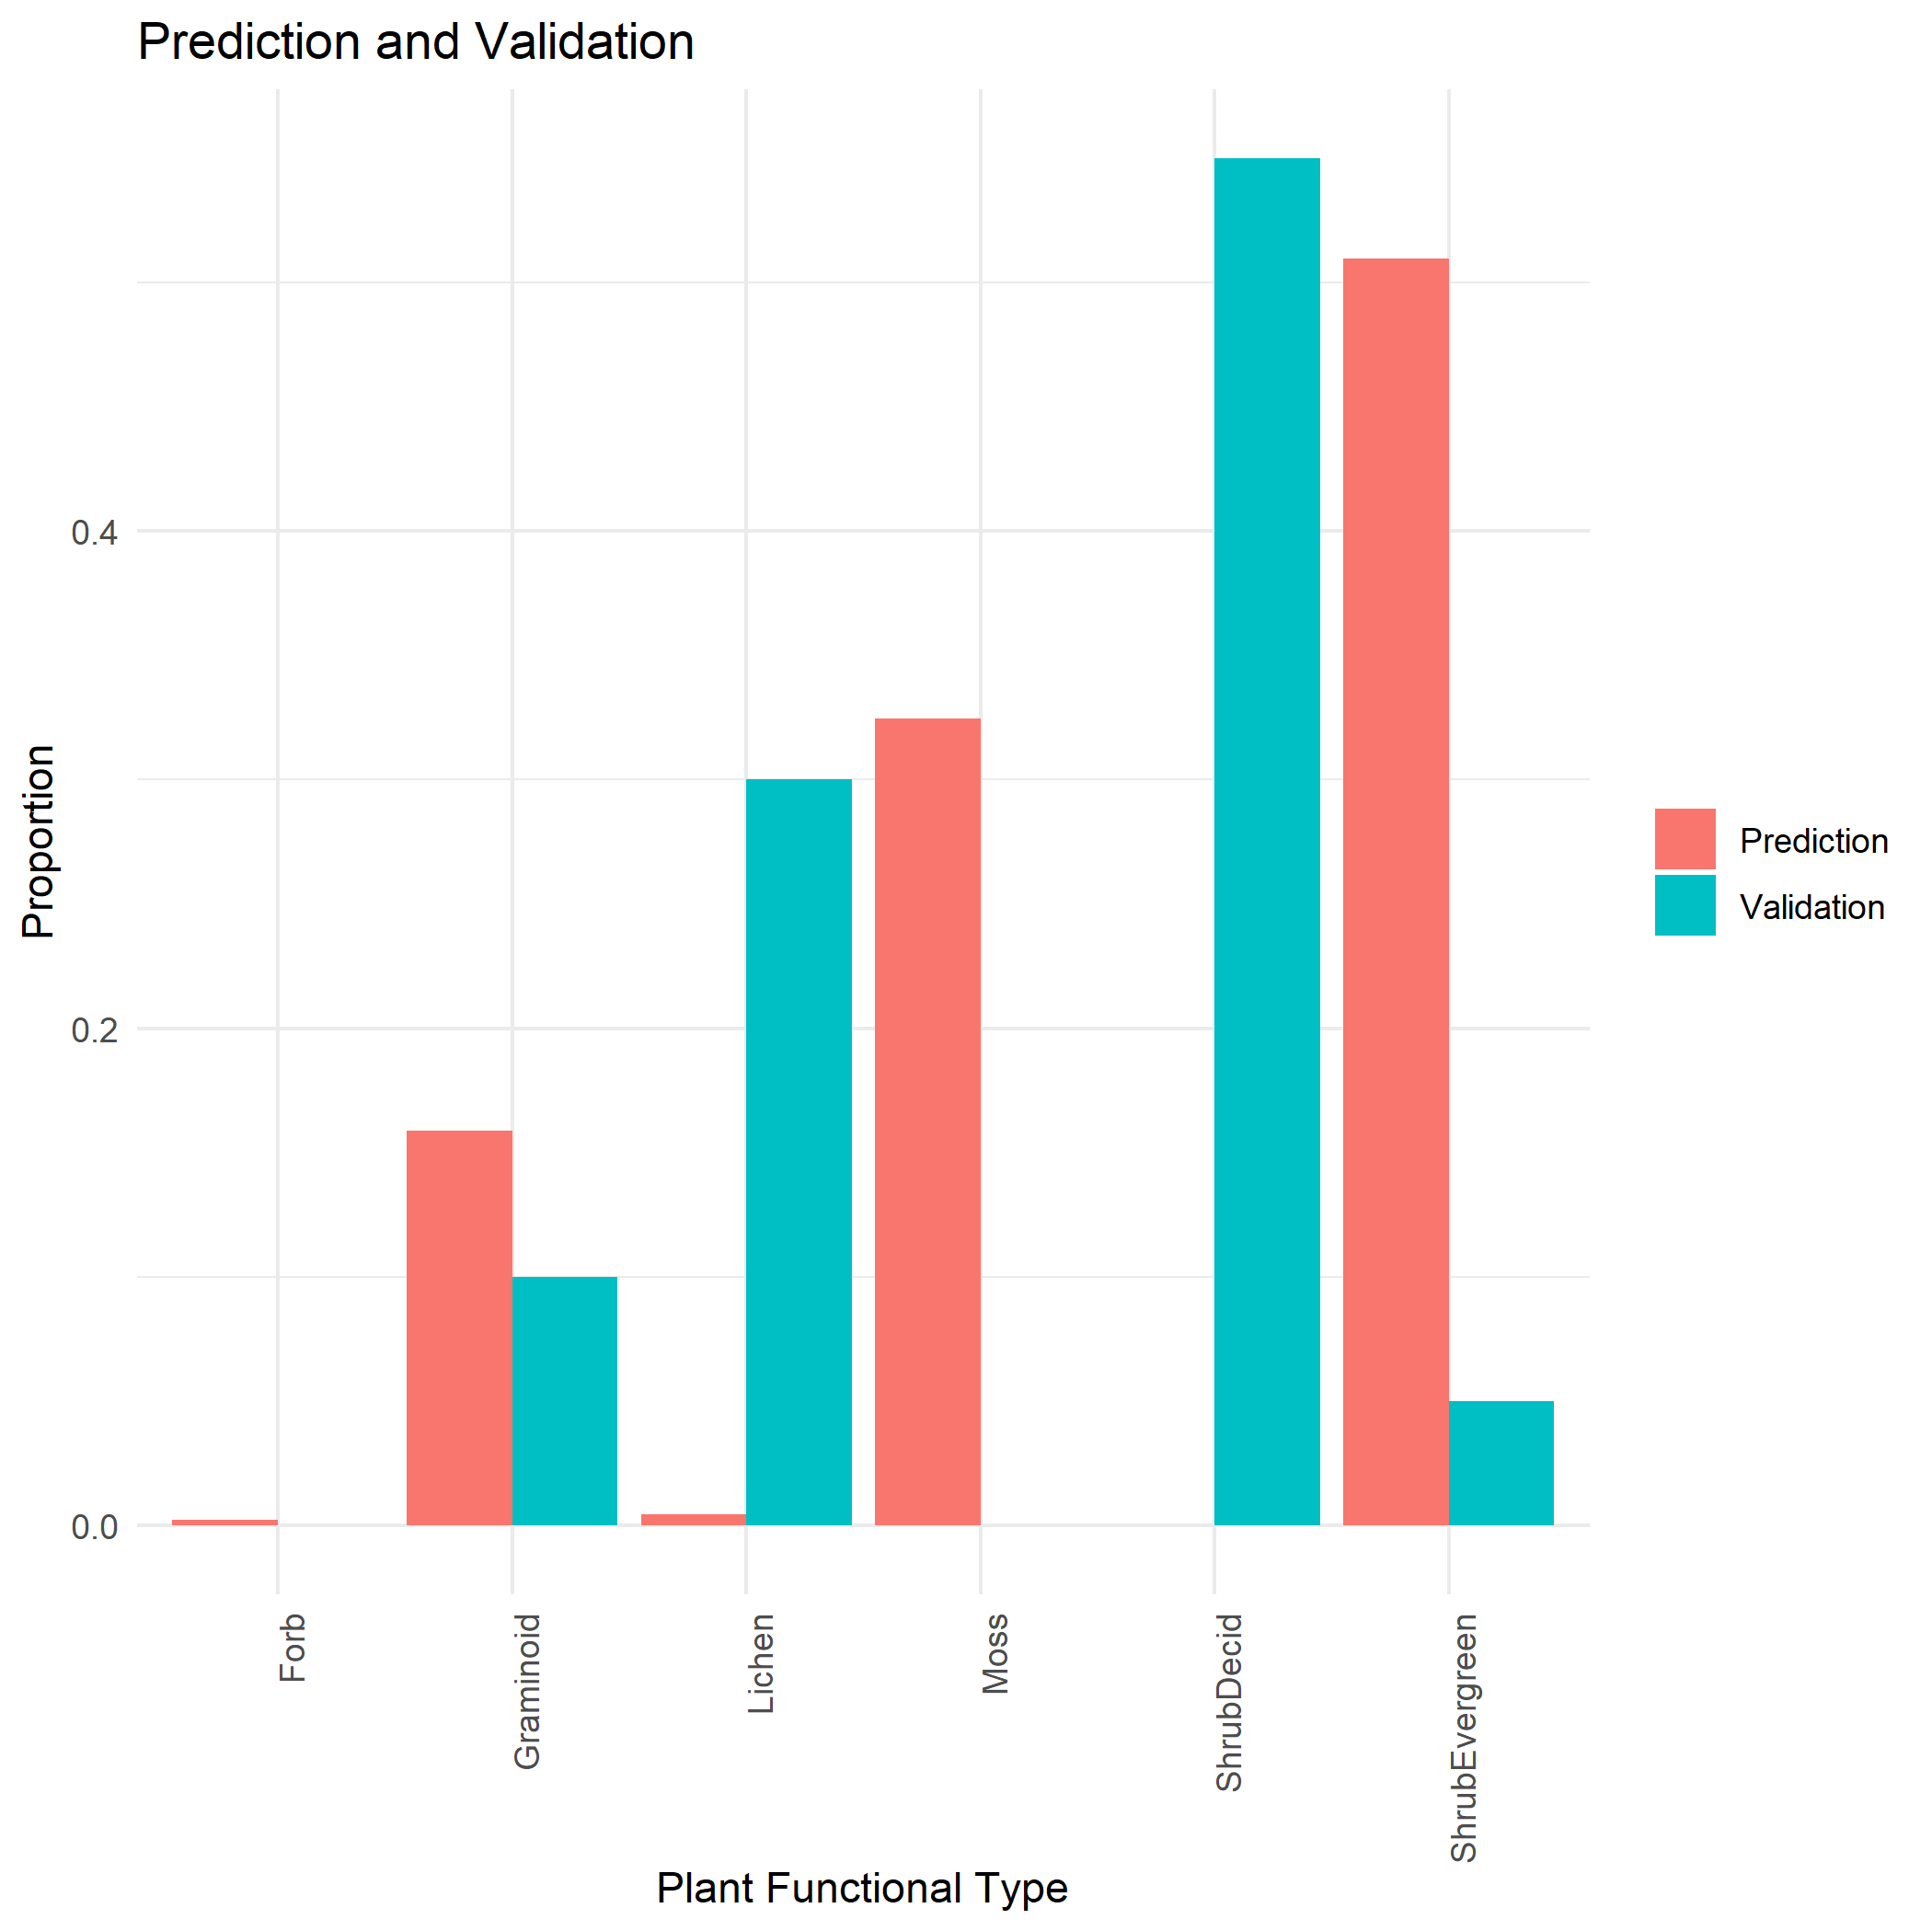 Prediction and Validation
Proportion
0.4
0.2
0.0
Forb
Graminoid
Lichen
Moss
ShrubDecid
ShrubEvergreen
Plant Functional Type
Prediction
Validation